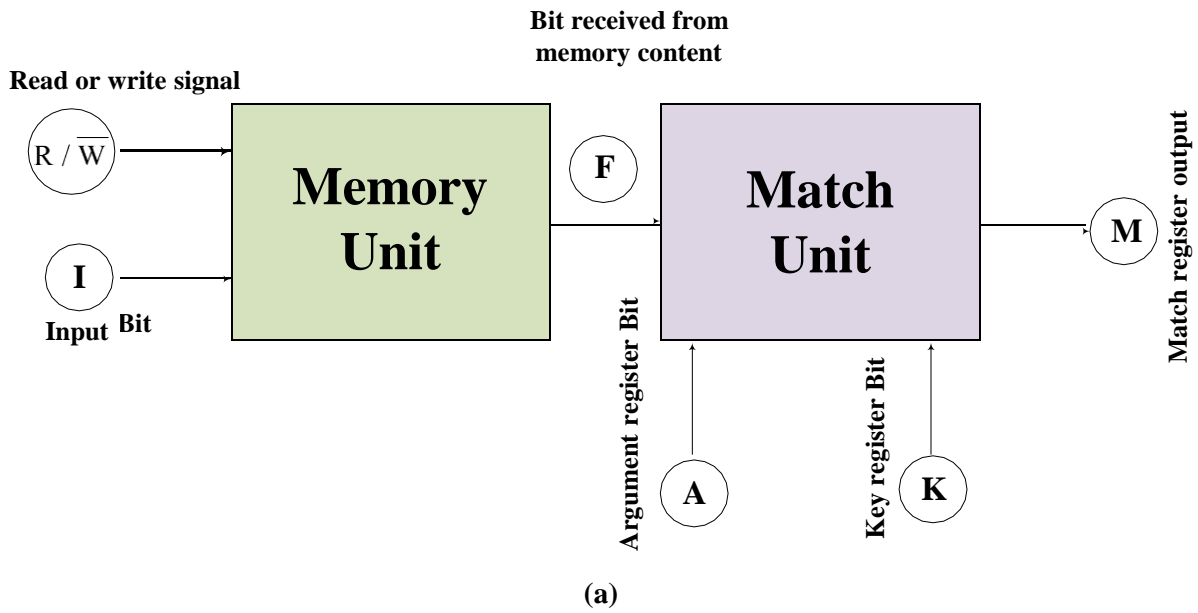 Bit received from
memory content
Read or write signal
R / W̅
Memory
Unit
F
Match
Unit
M
Match register output
I
Input Bit
Argument register Bit
Key register Bit
A
K
(a)